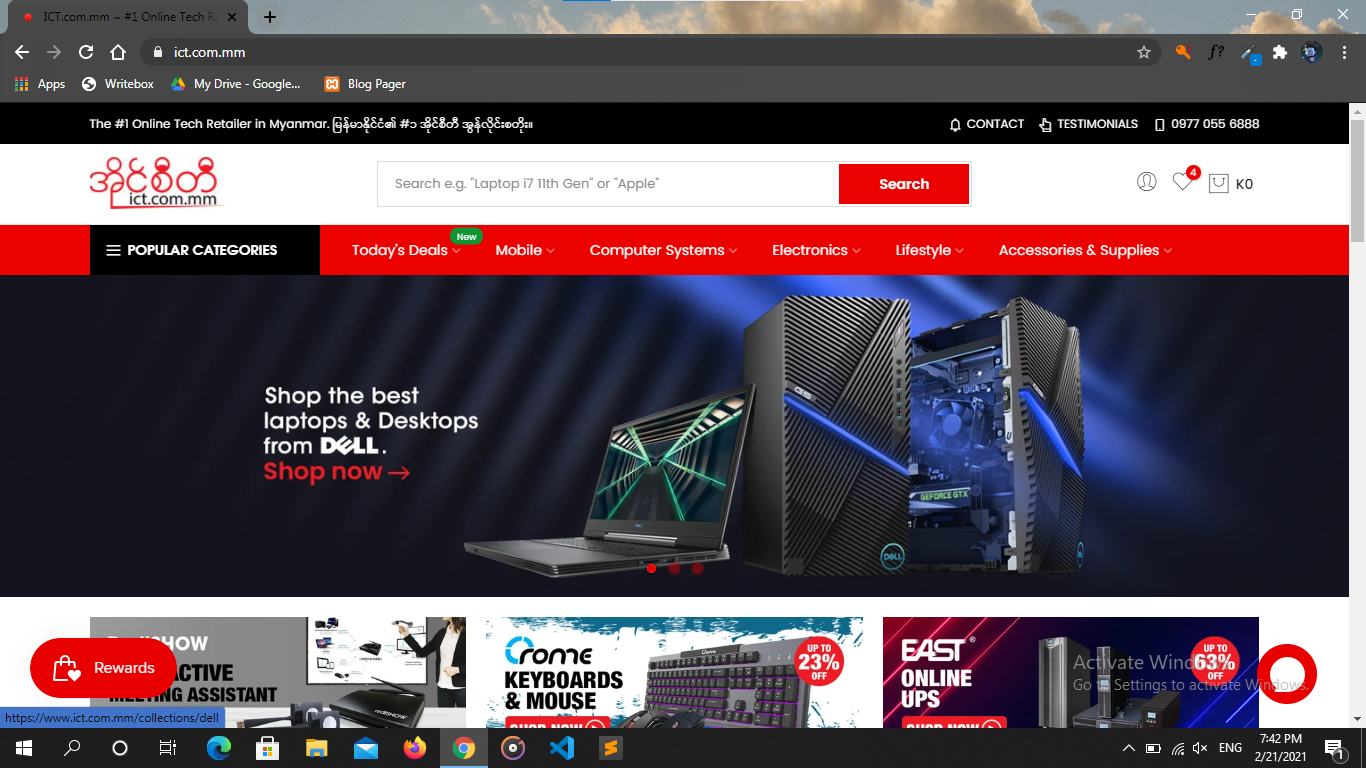 ICT.com.mm ~ #1 Online Tech Re
ict.com.mm
Apps
Writebox
My Drive - Google...
Blog Pager
The #1 Online Tech Retailer in Myanmar. မြန်မာနိုင်ငံ၏ #၁ အိုင်စီတီ အွန်လိုင်းစတိုး။
CONTACT
TESTIMONIALS
0977 055 6888
အိုင်စီတီ
ict.com.mm
Search e.g. "Laptop i7 11th Gen" or "Apple"
Search
4
K0
POPULAR CATEGORIES
Today's Deals
New
Mobile
Computer Systems
Electronics
Lifestyle
Accessories & Supplies
Shop the best
laptops & Desktops
from DELL.
Shop now →
GEFORCE GTX
DELL
MEETING ASSISTANT
Crome
KEYBOARDS
& MOUSE
SHOP NOW
UP TO
23%
OFF
EAST®
ONLINE
UPS
SHOP NOW
UP TO
63%
OFF
Rewards
Activate Windows
Go to Settings to activate Windows.
https://www.ict.com.mm/collections/dell
ENG
7:42 PM
2/21/2021
1